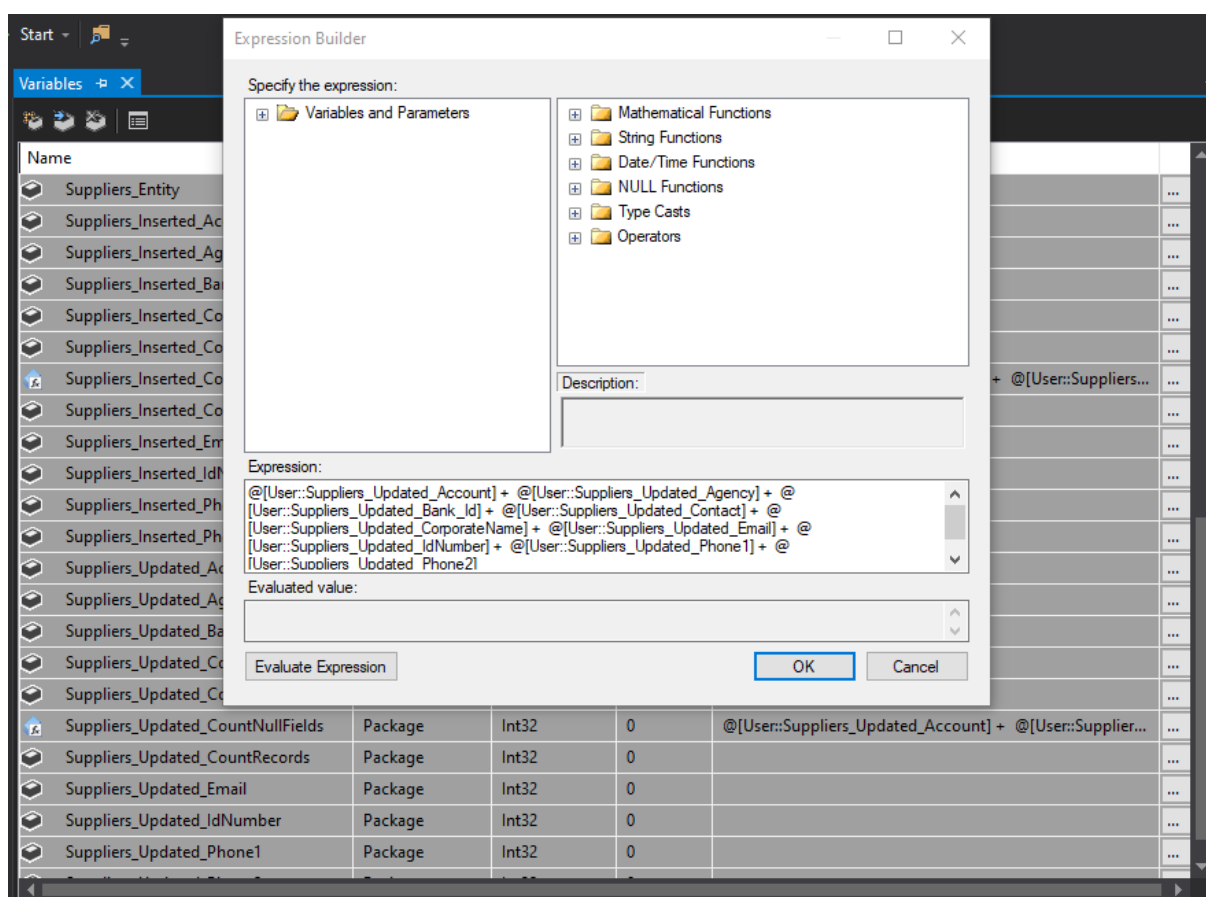 Start
Expression Builder
Variables
Specify the expression:
Variables and Parameters
Mathematical Functions
String Functions
Date/Time Functions
NULL Functions
Type Casts
Operators
Description:
Expression:
@[User::Suppliers_Updated_Account] + @[User::Suppliers_Updated_Agency] + @
[User::Suppliers_Updated_Bank_Id] + @[User::Suppliers_Updated_Contact] + @
[User::Suppliers_Updated_CorporateName] + @[User::Suppliers_Updated_Email] + @
[User::Suppliers_Updated_IdNumber] + @[User::Suppliers_Updated_Phone1] + @
[User::Suppliers_Updated_Phone2]
Evaluated value:
Evaluate Expression
OK
Cancel
Name
Suppliers_Entity ...
Suppliers_Inserted_Ac ...
Suppliers_Inserted_Ag ...
Suppliers_Inserted_Ba ...
Suppliers_Inserted_Co ...
Suppliers_Inserted_Co ...
Suppliers_Inserted_Co + @[User::Suppliers... ...
Suppliers_Inserted_Co ...
Suppliers_Inserted_Em ...
Suppliers_Inserted_IdN ...
Suppliers_Inserted_Ph ...
Suppliers_Inserted_Ph ...
Suppliers_Updated_Ac ...
Suppliers_Updated_Ag ...
Suppliers_Updated_Ba ...
Suppliers_Updated_Co ...
Suppliers_Updated_Co ...
Suppliers_Updated_CountNullFields Package Int32 0 @[User::Suppliers_Updated_Account] + @[User::Supplier... ...
Suppliers_Updated_CountRecords Package Int32 0 ...
Suppliers_Updated_Email Package Int32 0 ...
Suppliers_Updated_IdNumber Package Int32 0 ...
Suppliers_Updated_Phone1 Package Int32 0 ...